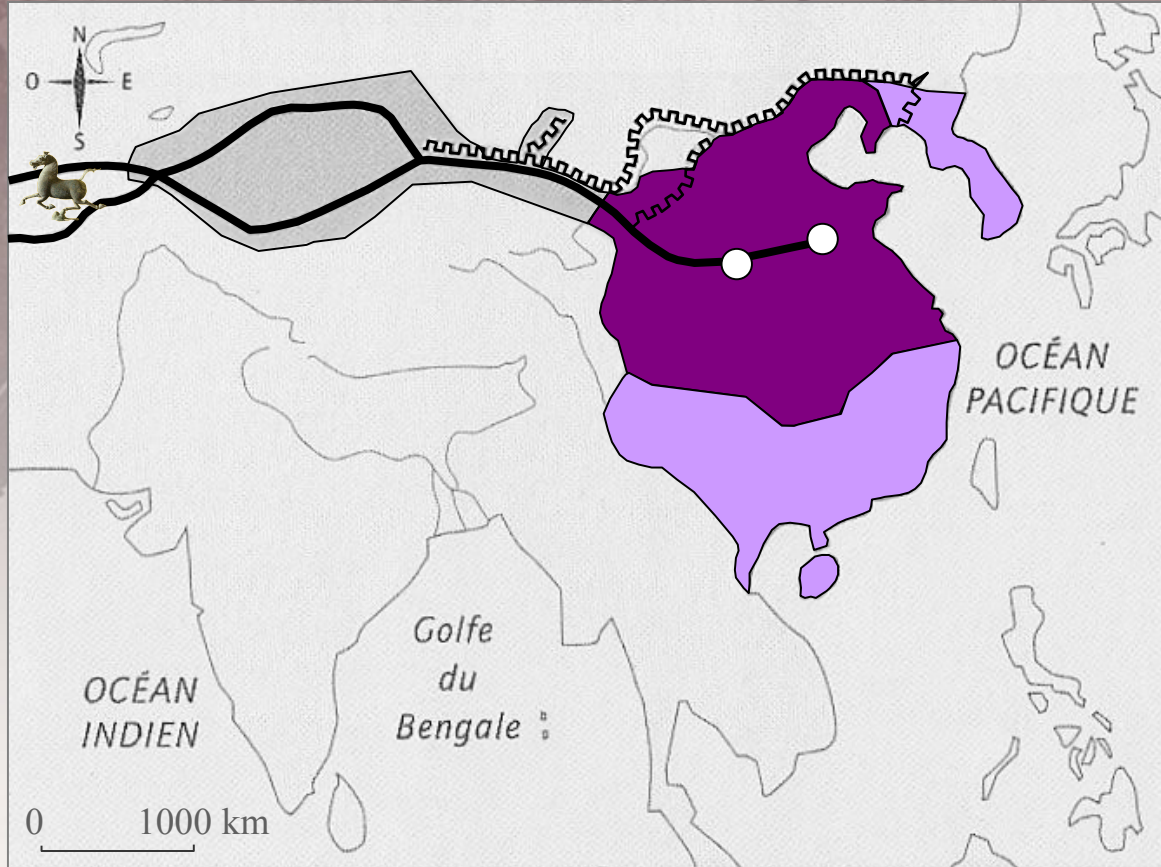 N
O E
S
OCÉAN
PACIFIQUE
Golfe
du
Bengale
OCÉAN
INDIEN
0 1000 km